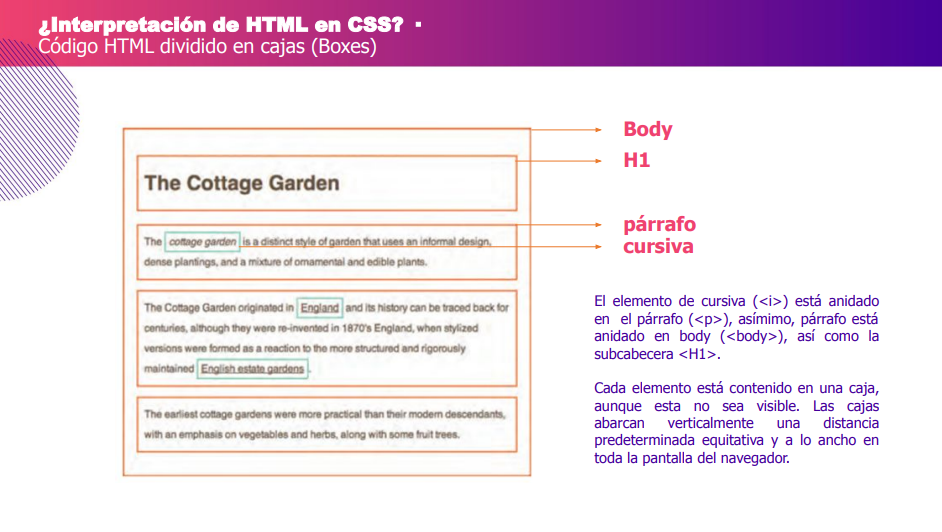 ¿Interpretación de HTML en CSS? ·
Código HTML dividido en cajas (Boxes)
Body
H1
The Cottage Garden
párrafo
cursiva
The cottage garden is a distinct style of garden that uses an informal design,
dense plantings, and a mixture of ornamental and edible plants.
The Cottage Garden originated in England and its history can be traced back for
centuries, although they were re-invented in 1870's England, when stylized
versions were formed as a reaction to the more structured and rigorously
maintained English estate gardens.
The earliest cottage gardens were more practical than their modern descendants,
with an emphasis on vegetables and herbs, along with some fruit trees.
El elemento de cursiva (<i>) está anidado
en el párrafo (<p>), asímimo, párrafo está
anidado en body (<body>), así como la
subcabecera <H1>.
Cada elemento está contenido en una caja,
aunque esta no sea visible. Las cajas
abarcan verticalmente una distancia
predeterminada equitativa y a lo ancho en
toda la pantalla del navegador.